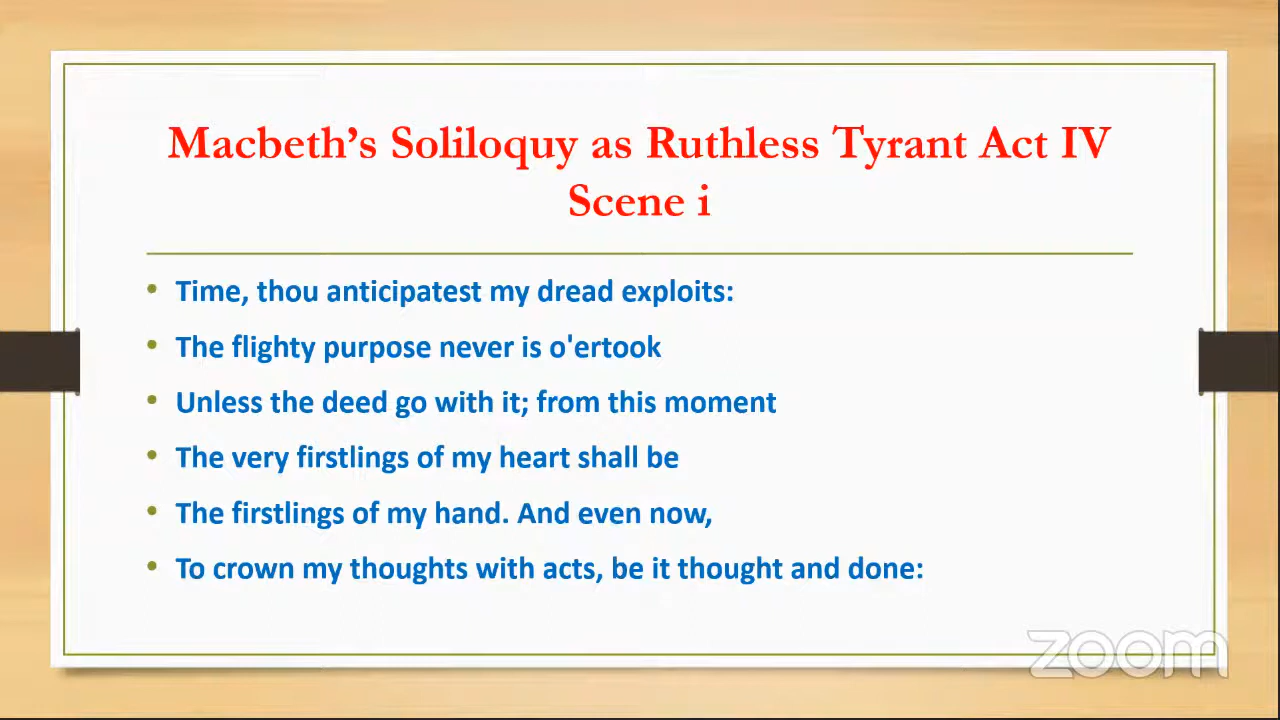 Macbeth’s Soliloquy as Ruthless Tyrant Act IV
Scene i
• Time, thou anticipatest my dread exploits:
• The flighty purpose never is o'ertook
• Unless the deed go with it; from this moment
• The very firstlings of my heart shall be
• The firstlings of my hand. And even now,
• To crown my thoughts with acts, be it thought and done:
zoom